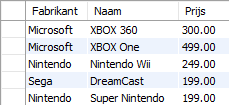 Fabrikant Naam Prijs
Microsoft XBOX 360 300.00
Microsoft XBOX One 499.00
Nintendo Nintendo Wii 249.00
Sega DreamCast 199.00
Nintendo Super Nintendo 199.00